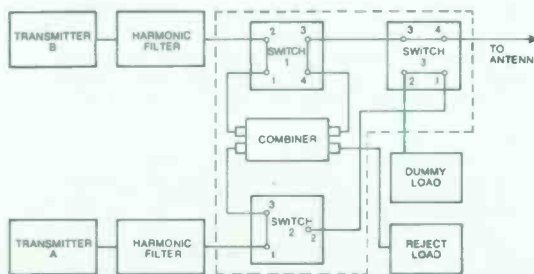 TRANSMITTER
B
HARMONIC
FILTER
2 3
SWITCH
1
1 4
3 4
SWITCH
3
2 1
TO
ANTENN
COMBINER
DUMMY
LOAD
3
SWITCH
2 2
1
TRANSMITTER
A
HARMONIC
FILTER
REJECT
LOAD